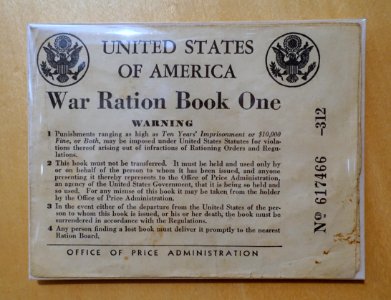 UNITED STATES
OF AMERICA
War Ration Book One
WARNING
1 Punishments ranging as high as Ten Years' Imprisonment or $10,000
Fine, or Both, may be imposed under United States Statutes for viola-
tions thereof arising out of infractions of Rationing Orders and Regu-
lations.
2 This book must not be transferred. It must be held and used only by
or on behalf of the person to whom it has been issued, and anyone
presenting it thereby represents to the Office of Price Administration,
an agency of the United States Government, that it is being so held and
so used. For any misuse of this book it may be taken from the holder
by the Office of Price Administration.
3 In the event either of the departure from the United States of the per-
son to whom this book is issued, or his or her death, the book must be
surrendered in accordance with the Regulations.
4 Any person finding a lost book must deliver it promptly to the nearest
Ration Board.
OFFICE OF PRICE ADMINISTRATION
No 617466 -312